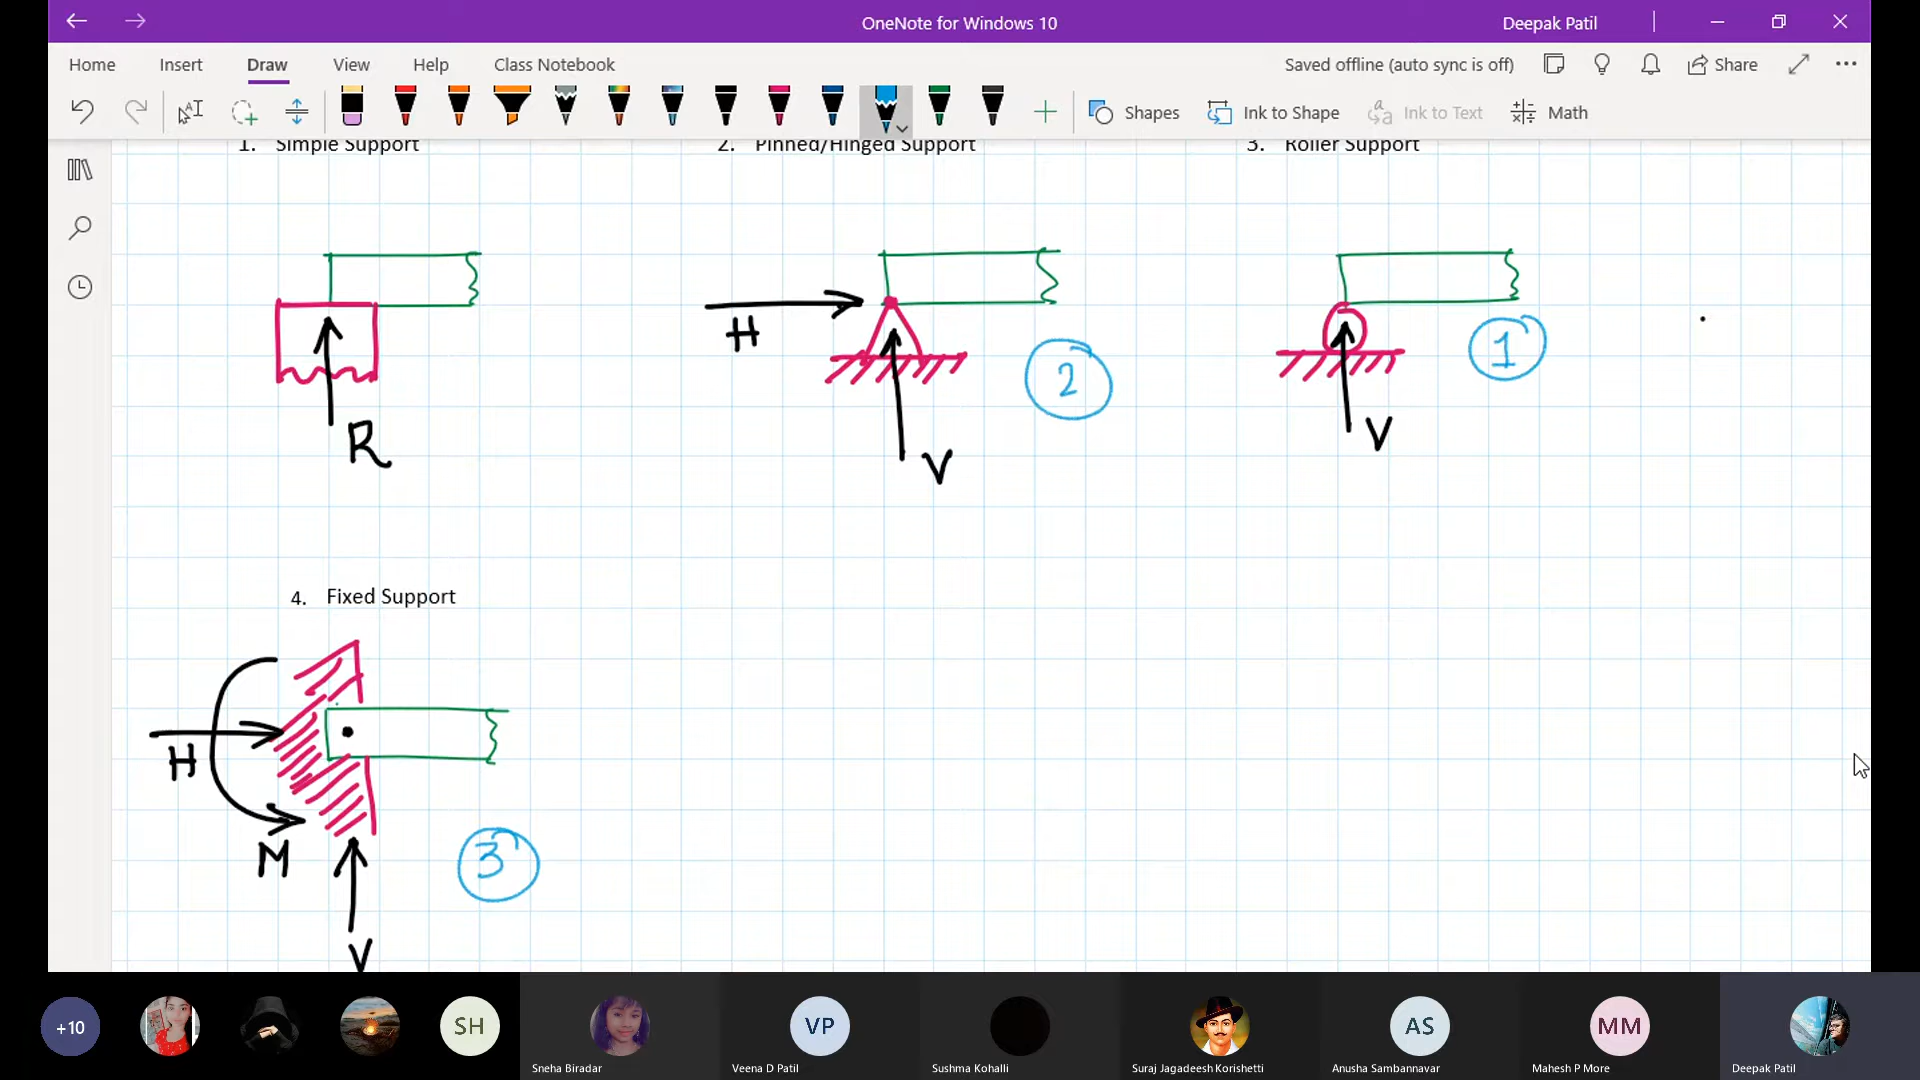 OneNote for Windows 10
Deepak Patil
Home Insert Draw View Help Class Notebook
Saved offline (auto sync is off) Share
Shapes Ink to Shape Ink to Text Math
1. Simple Support
2. Pinned/Hinged Support
3. Roller Support
H
2
1
R
V
V
4. Fixed Support
H
M
3
V
+10
SH
VP
AS
MM
Sneha Biradar
Veena D Patil
Sushma Kohalli
Suraj Jagadeesh Korishetti
Anusha Sambannavar
Mahesh P More
Deepak Patil